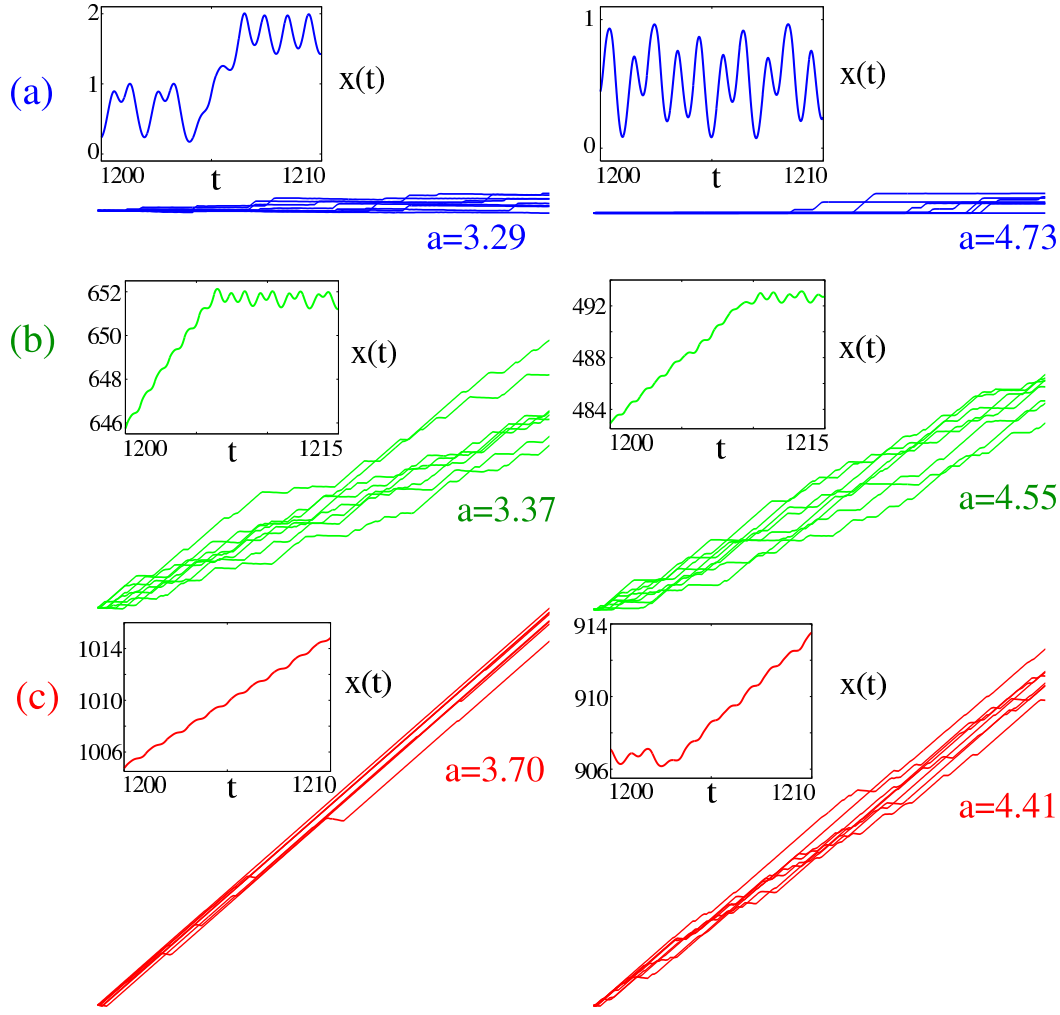 2
1
0
1200
t
1210
x(t)
(a)
a=3.29
1
0
1200
t
1210
x(t)
a=4.73
652
650
648
646
1200
t
1215
x(t)
(b)
a=3.37
492
488
484
1200
t
1215
x(t)
a=4.55
1014
1010
1006
1200
t
1210
x(t)
(c)
a=3.70
914
910
906
1200
t
1210
x(t)
a=4.41